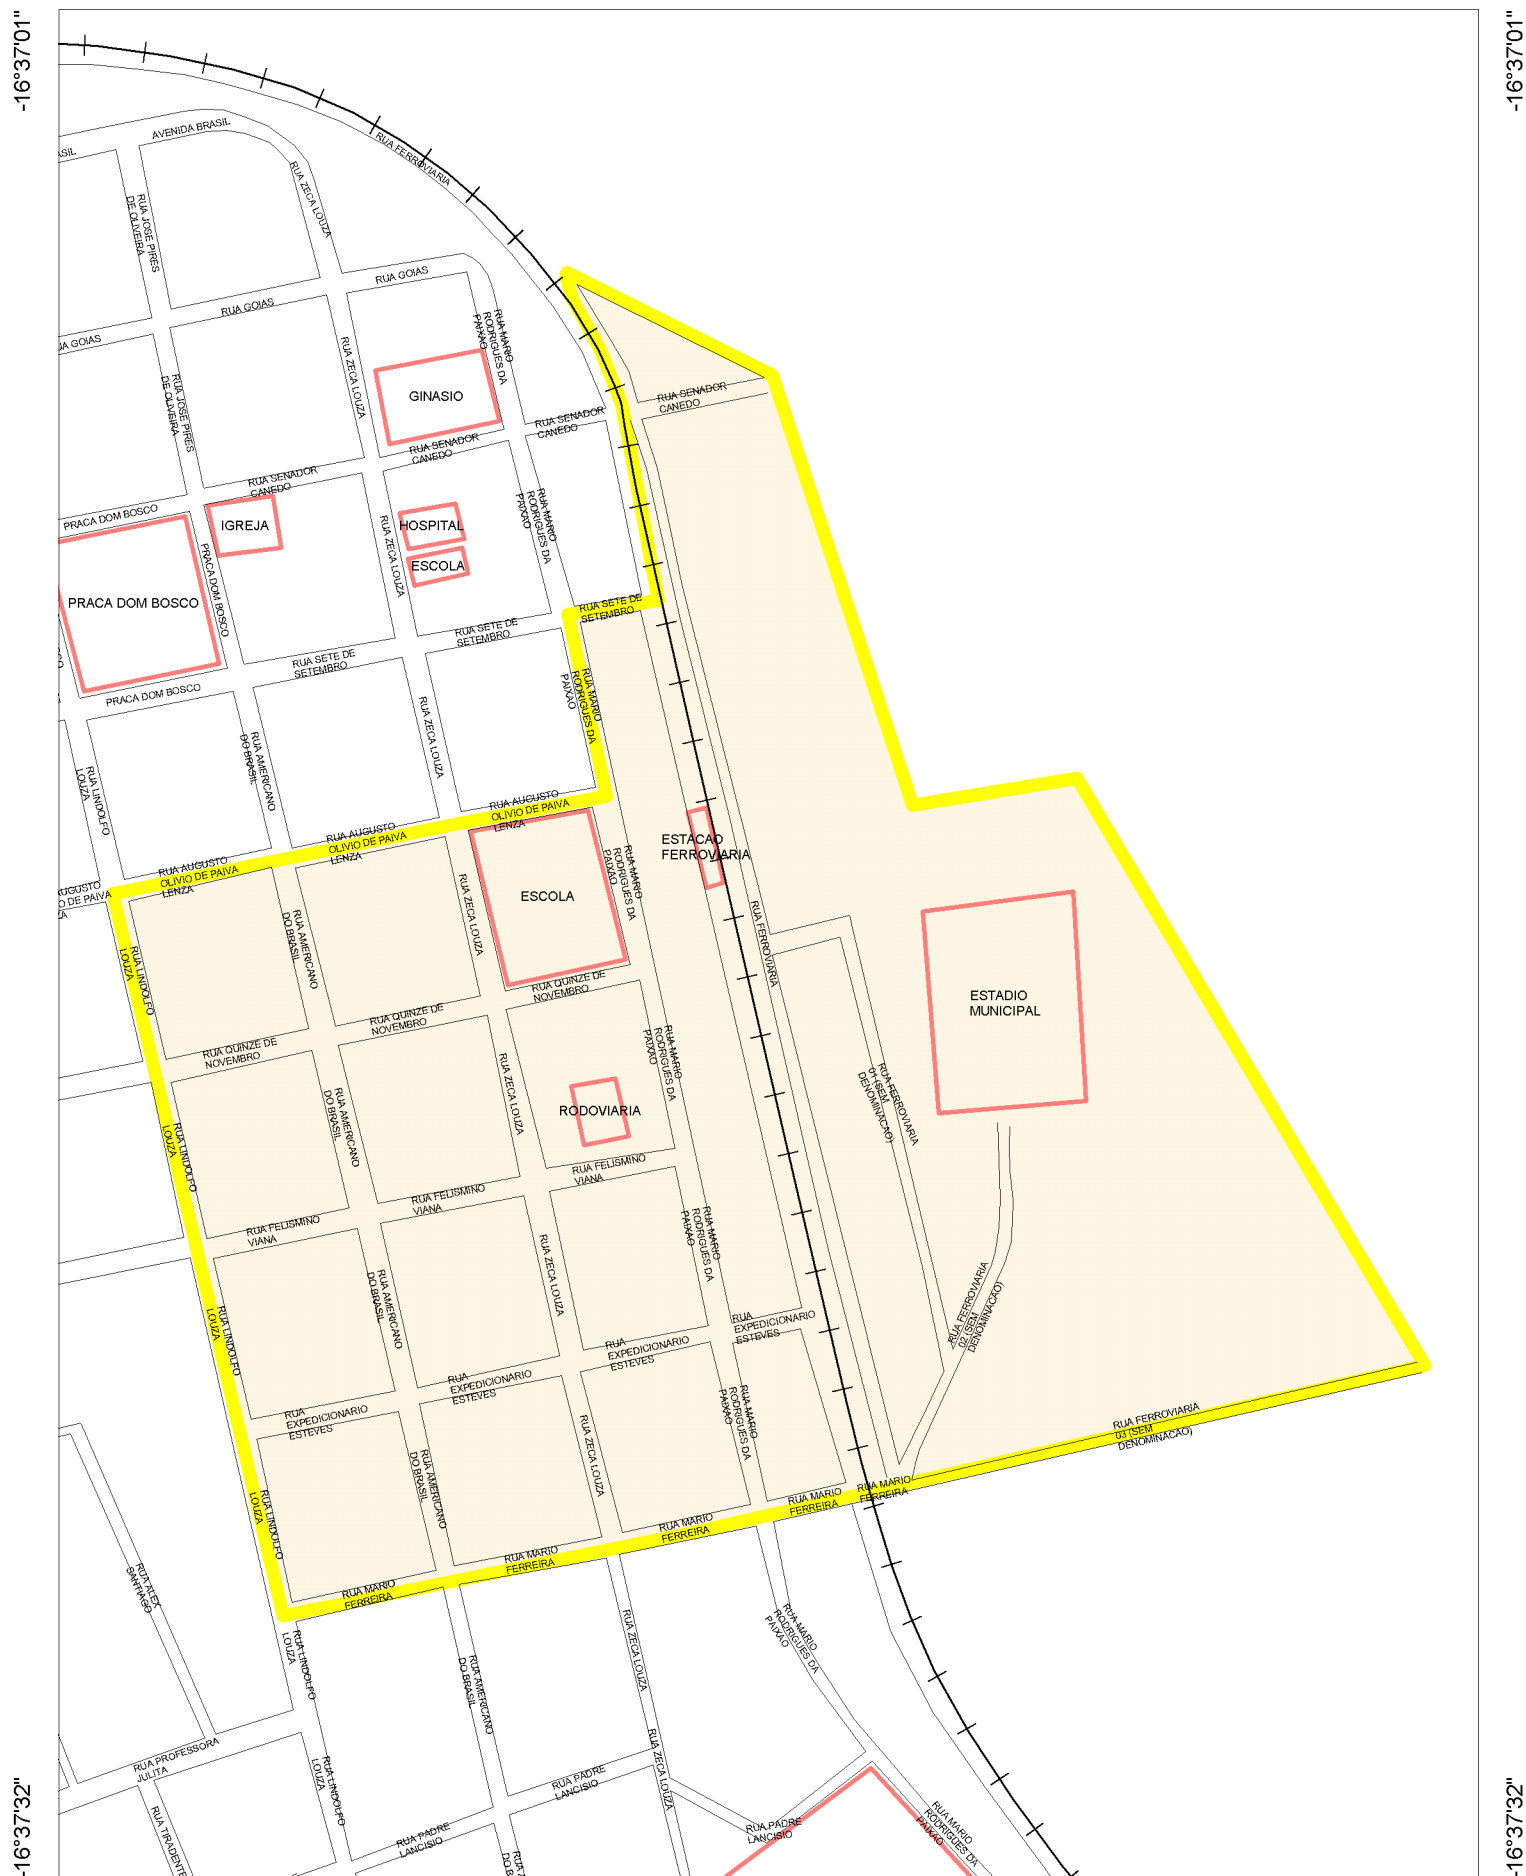 -16°37'01"
-16°37'01"
AVENIDA BRASIL
ASIL
RUA FERROVIARIA
RUA ZECA LOUZA
RUA JOSE PIRES
DE OLIVEIRA
RUA GOIAS
RUA GOIAS
UA GOIAS
RUA MARIO
RODRIGUES DA
PAIXAO
RUA ZECA LOUZA
RUA JOSE PIRES
DE OLIVEIRA
GINASIO
RUA SENADOR
CANEDO
RUA SENADOR
CANEDO
RUA SENADOR
CANEDO
RUA SENADOR
CANEDO
PRACA DOM BOSCO
IGREJA
HOSPITAL
ESCOLA
RUA ZECA LOUZA
RUA MARIO
RODRIGUES DA
PAIXAO
PRACA DOM BOSCO
PRACA DOM BOSCO
RUA SETE DE
SETEMBRO
RUA SETE DE
SETEMBRO
RUA SETE DE
SETEMBRO
PRACA DOM BOSCO
RUA MARIO
RODRIGUES DA
PAIXAO
RUA ZECA LOUZA
RUA AMERICANO
DO BRASIL
RUA LINDOLFO
LOUZA
RUA AUGUSTO
OLIVIO DE PAIVA
LENZA
RUA AUGUSTO
OLIVIO DE PAIVA
LENZA
RUA AUGUSTO
OLIVIO DE PAIVA
LENZA
AUGUSTO
O DE PAIVA
ZA
ESTACAO
FERROVIARIA
ESCOLA
RUA MARIO
RODRIGUES DA
PAIXAO
RUA ZECA LOUZA
RUA AMERICANO
DO BRASIL
RUA LINDOLFO
LOUZA
RUA FERROVIARIA
ESTADIO
MUNICIPAL
RUA QUINZE DE
NOVEMBRO
RUA QUINZE DE
NOVEMBRO
RUA QUINZE DE
NOVEMBRO
RUA MARIO
RODRIGUES DA
PAIXAO
RUA ZECA LOUZA
RUA AMERICANO
DO BRASIL
RUA LINDOLFO
LOUZA
RODOVIARIA
RUA FERROVIARIA
01 (SEM
DENOMINACAO)
RUA FELISMINO
VIANA
RUA FELISMINO
VIANA
RUA FELISMINO
VIANA
RUA MARIO
RODRIGUES DA
PAIXAO
RUA ZECA LOUZA
RUA AMERICANO
DO BRASIL
RUA LINDOLFO
LOUZA
RUA FERROVIARIA
02 (SEM
DENOMINACAO)
RUA
EXPEDICIONARIO
ESTEVES
RUA
EXPEDICIONARIO
ESTEVES
RUA
EXPEDICIONARIO
ESTEVES
RUA
EXPEDICIONARIO
ESTEVES
RUA MARIO
RODRIGUES DA
PAIXAO
RUA ZECA LOUZA
RUA AMERICANO
DO BRASIL
RUA LINDOLFO
LOUZA
RUA FERROVIARIA
03 (SEM
DENOMINACAO)
RUA MARIO
FERREIRA
RUA MARIO
FERREIRA
RUA MARIO
FERREIRA
RUA MARIO
FERREIRA
RUA MARIO
FERREIRA
RUA ALEX
SANTIAGO
RUA LINDOLFO
LOUZA
RUA AMERICANO
DO BRASIL
RUA ZECA LOUZA
RUA MARIO
RODRIGUES DA
PAIXAO
RUA PROFESSORA
JULITA
RUA LINDOLFO
LOUZA
RUA ZECA LOUZA
RUA PADRE
LANCISIO
RUA PADRE
LANCISIO
RUA PADRE
LANCISIO
RUA MARIO
RODRIGUES DA
PAIXAO
RUA TIRADENTE
RUA A
DO B
-16°37'32"
-16°37'32"